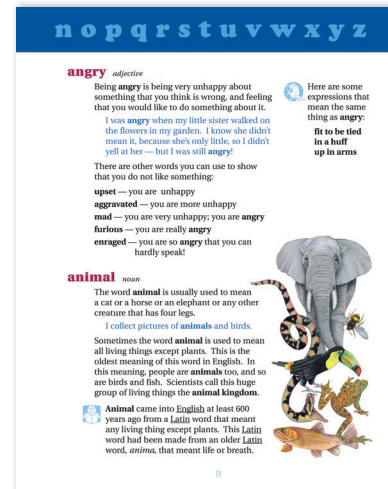 n o p q r s t u v w x y z
angry adjective
Being angry is being very unhappy about
something that you think is wrong, and feeling
that you would like to do something about it.
I was angry when my little sister walked on
the flowers in my garden. I know she didn't
mean it, because she's only little, so I didn't
yell at her — but I was still angry!
There are other words you can use to show
that you do not like something:
upset — you are unhappy
aggravated — you are more unhappy
mad — you are very unhappy; you are angry
furious — you are really angry
enraged — you are so angry that you can
hardly speak!
Here are some
expressions that
mean the same
thing as angry:
fit to be tied
in a huff
up in arms
animal noun
The word animal is usually used to mean
a cat or a horse or an elephant or any other
creature that has four legs.
I collect pictures of animals and birds.
Sometimes the word animal is used to mean
all living things except plants. This is the
oldest meaning of this word in English. In
this meaning, people are animals too, and so
are birds and fish. Scientists call this huge
group of living things the animal kingdom.
Animal came into English at least 600
years ago from a Latin word that meant
any living thing except plants. This Latin
word had been made from an older Latin
word, anima, that meant life or breath.